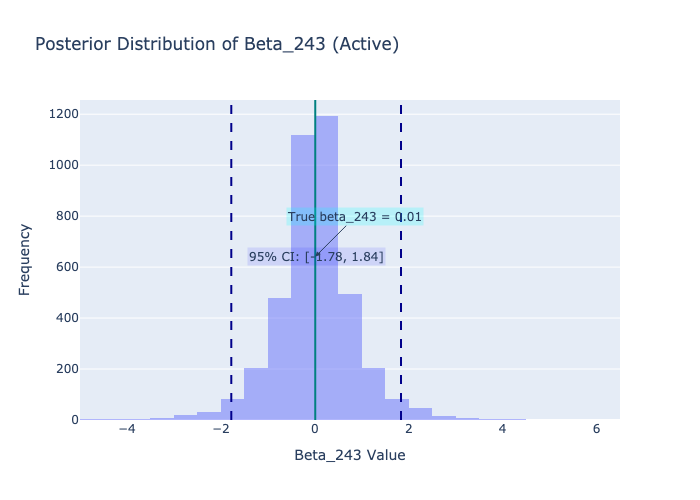 Posterior Distribution of Beta_243 (Active)
1200
1000
800
600
400
200
0
True beta_243 = 0.01
95% CI: [-1.78, 1.84]
−4
−2
0
2
4
6
Beta_243 Value
Frequency